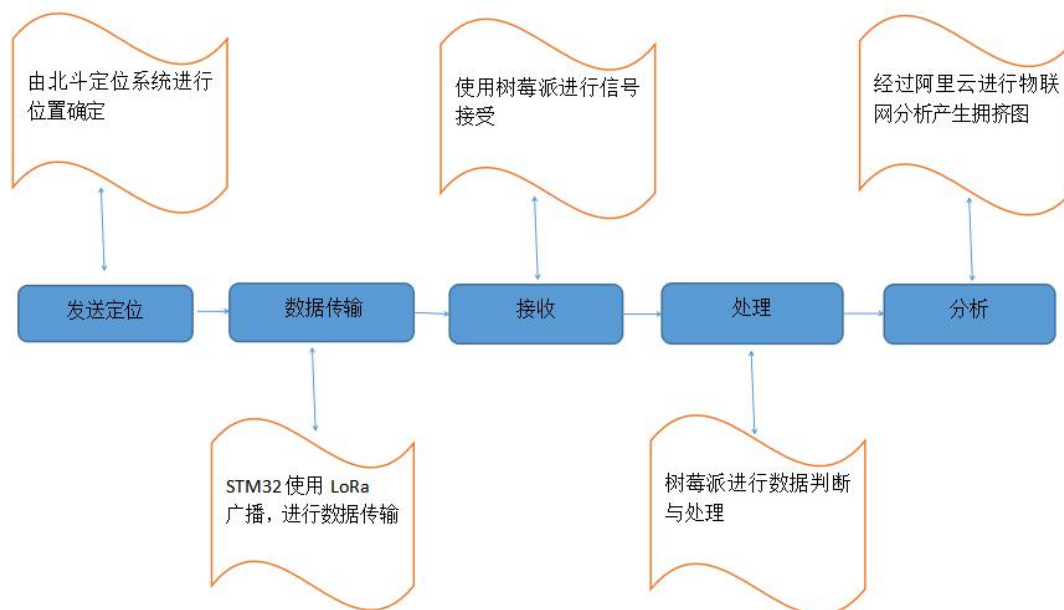 由北斗定位系统进行
位置确定
使用树莓派进行信号
接受
经过阿里云进行物联
网分析产生拥挤图
发送定位
数据传输
接收
处理
分析
STM32 使用 LoRa
广播，进行数据传输
树莓派进行数据判断
与处理